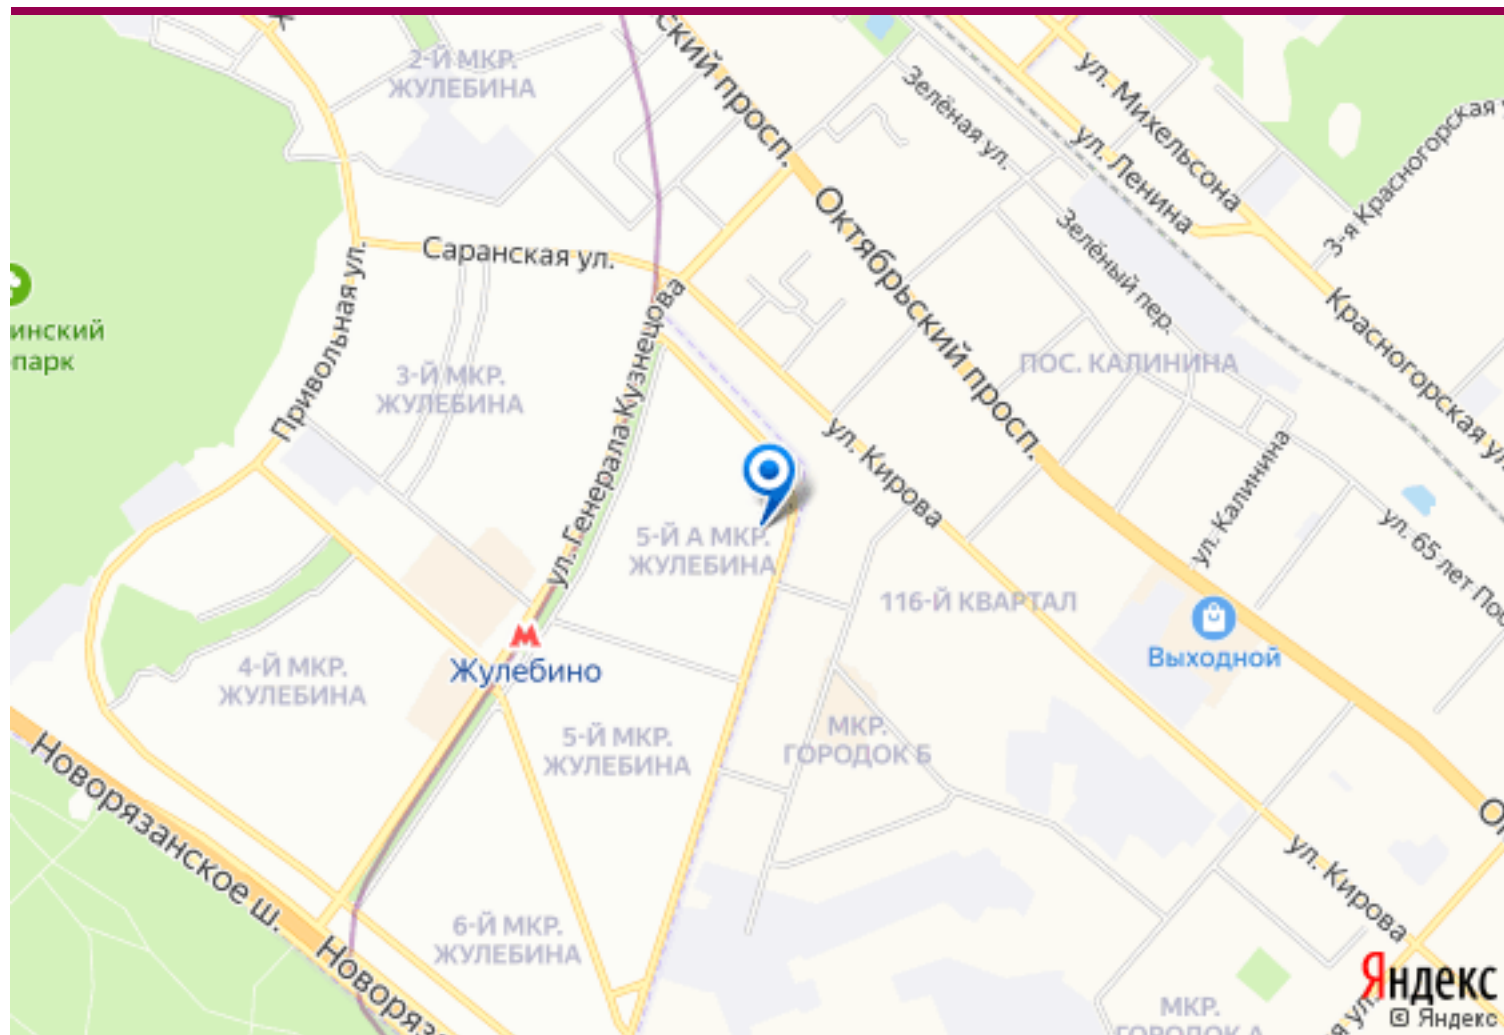 2-Й МКР.
ЖУЛЕБИНА
ский просп.
Зелёная ул.
ул. Михельсона
ул. Ленина
3-я Красногорская
Октябрьский просп.
Зелёный пер.
Саранская ул.
Привольная ул.
инский
парк
3-Й МКР.
ЖУЛЕБИНА
ул. Генерала Кузнецова
ПОС. КАЛИНИНА
Красногорская ул.
ул. Кирова
ул. Калинина
ул. 65 лет Поб
5-Й А МКР.
ЖУЛЕБИНА
116-Й КВАРТАЛ
Выходной
М
Жулебино
4-Й МКР.
ЖУЛЕБИНА
5-Й МКР.
ЖУЛЕБИНА
МКР.
ГОРОДОК Б
Новорязанское ш.
ул. Кирова
6-Й МКР.
ЖУЛЕБИНА
Новоряз
Яндекс
© Яндекс
МКР.
ГОРОДОК А